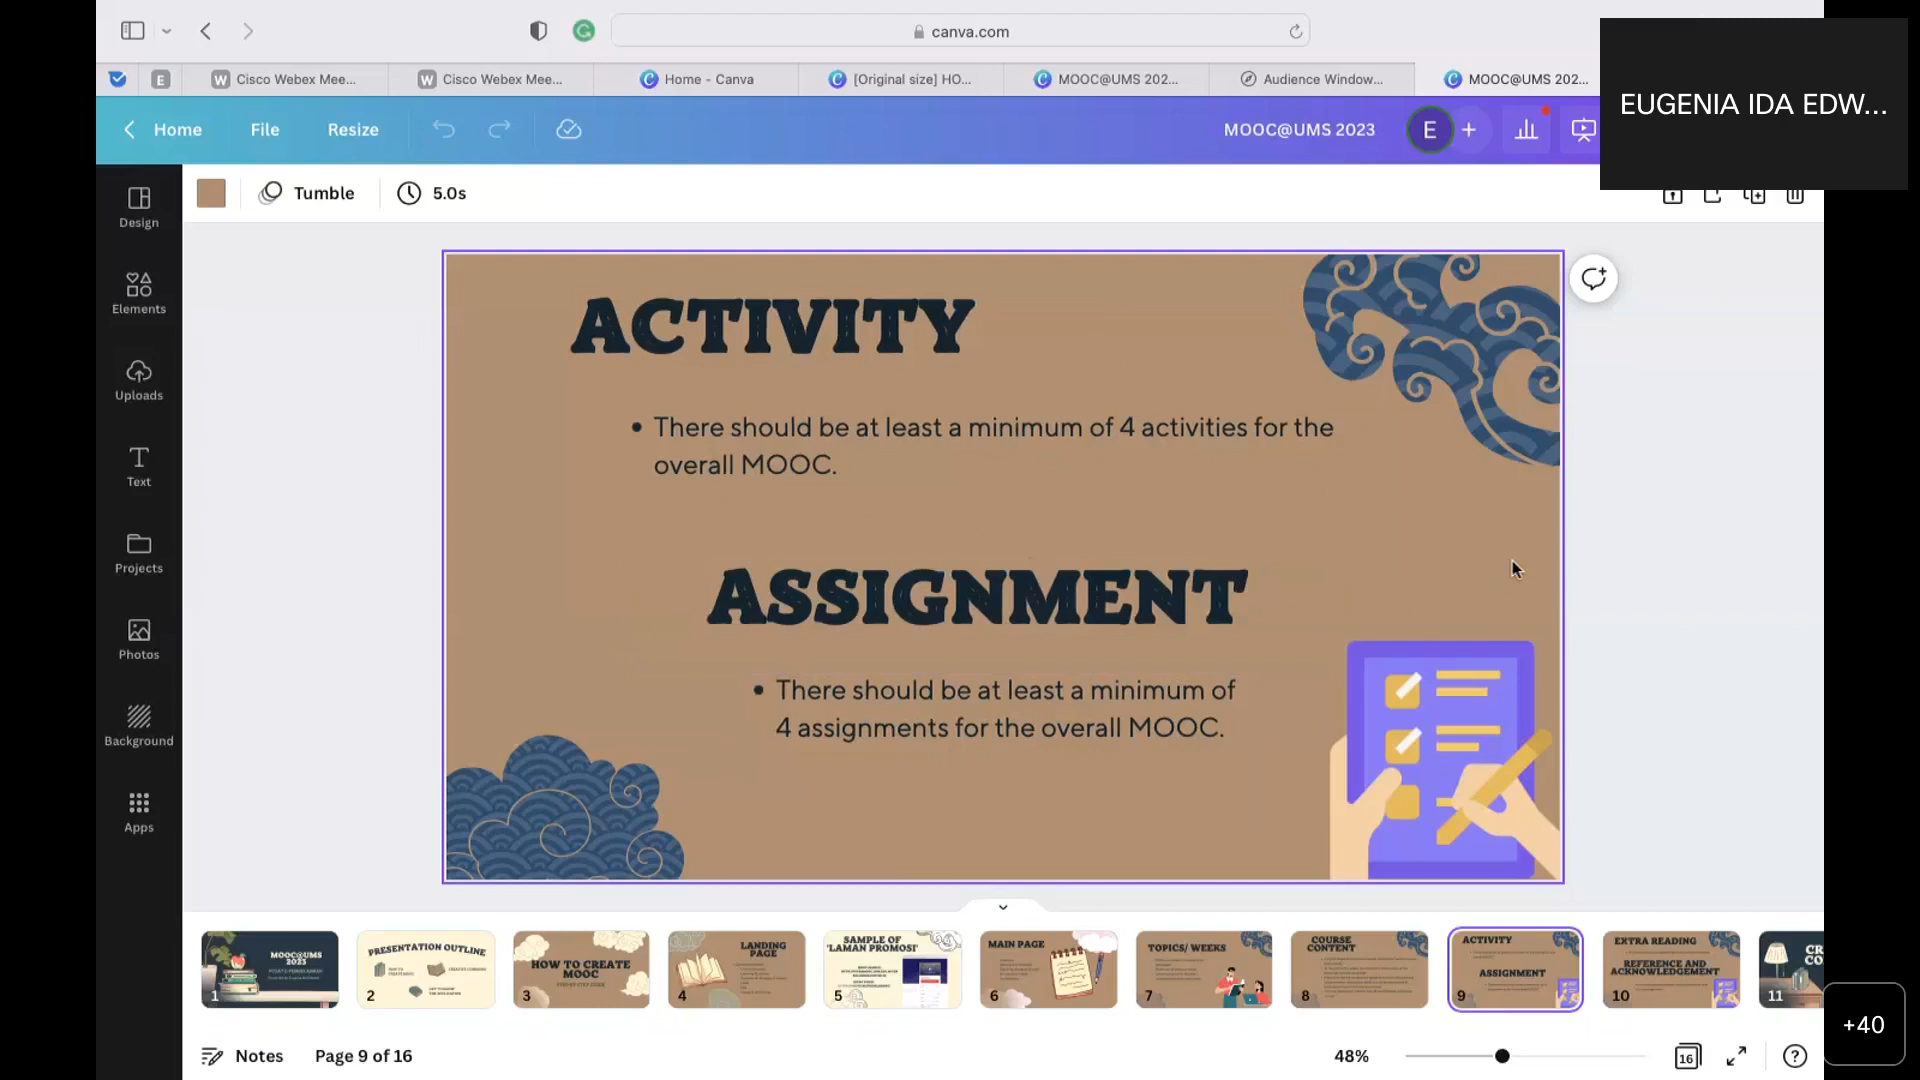 canva.com
E
W Cisco Webex Mee...
W Cisco Webex Mee...
C Home - Canva
C [Original size] HO...
C MOOC@UMS 202...
Audience Window...
C MOOC@UMS 202...
EUGENIA IDA EDW...
Home
File
Resize
MOOC@UMS 2023
E
+
Tumble
5.0s
Design
Elements
Uploads
Text
Projects
Photos
Background
Apps
ACTIVITY
• There should be at least a minimum of 4 activities for the
overall MOOC.
ASSIGNMENT
• There should be at least a minimum of
4 assignments for the overall MOOC.
MOOC@UMS
2023
1
PRESENTATION OUTLINE
2
HOW TO CREATE
MOOC
3
LANDING
PAGE
4
SAMPLE OF
'LAMAN PROMOSI'
5
MAIN PAGE
6
TOPICS/ WEEKS
7
COURSE
CONTENT
8
ACTIVITY
ASSIGNMENT
9
EXTRA READING
REFERENCE AND
ACKNOWLEDGEMENT
10
CR
CO
11
+40
Notes
Page 9 of 16
48%
16
?